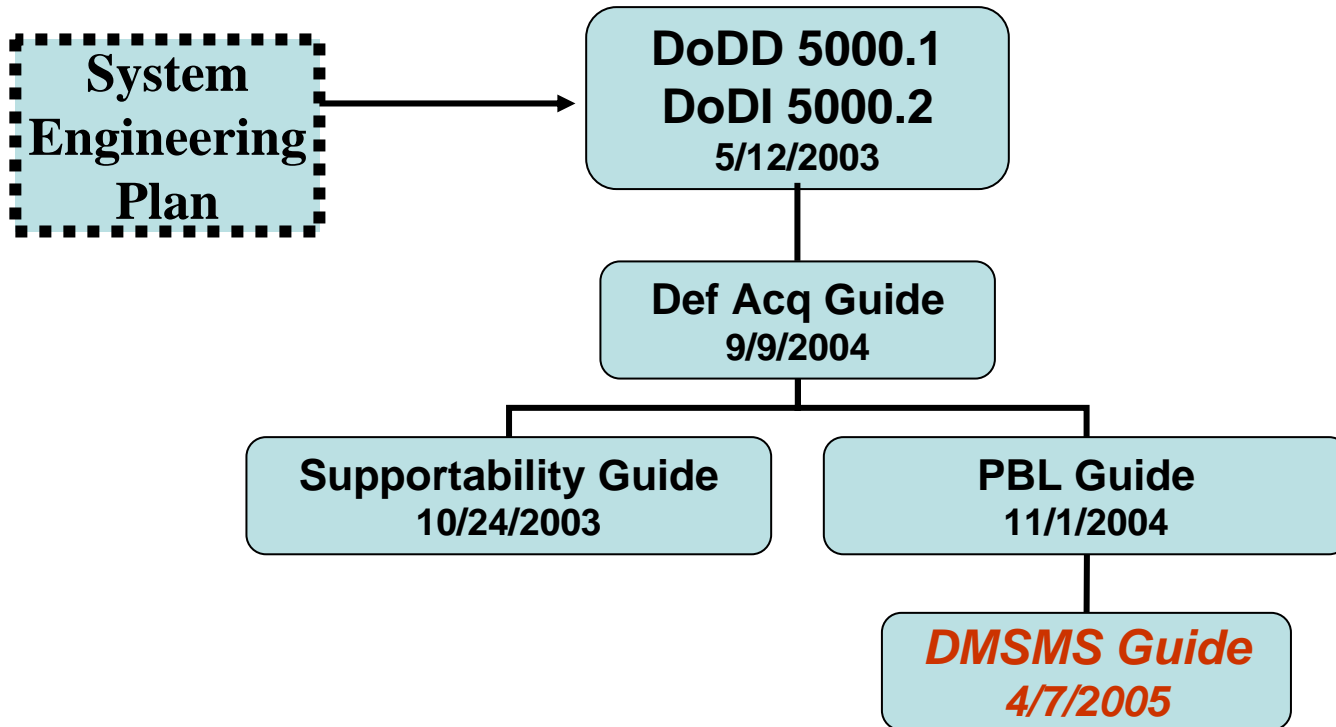 System
Engineering
Plan
DoDD 5000.1
DoDI 5000.2
5/12/2003
Def Acq Guide
9/9/2004
Supportability Guide
10/24/2003
PBL Guide
11/1/2004
DMSMS Guide
4/7/2005